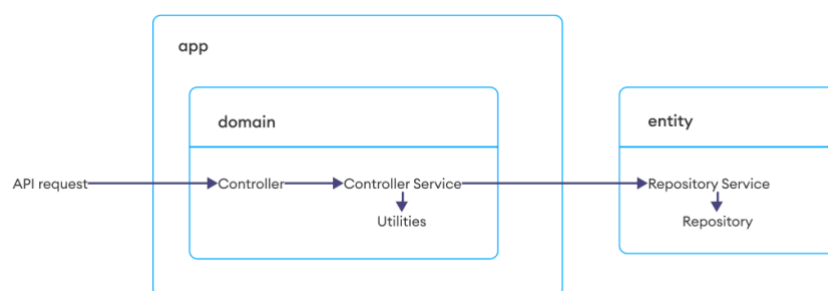 app
domain
entity
API request
Controller
Controller Service
Repository Service
Utilities
Repository